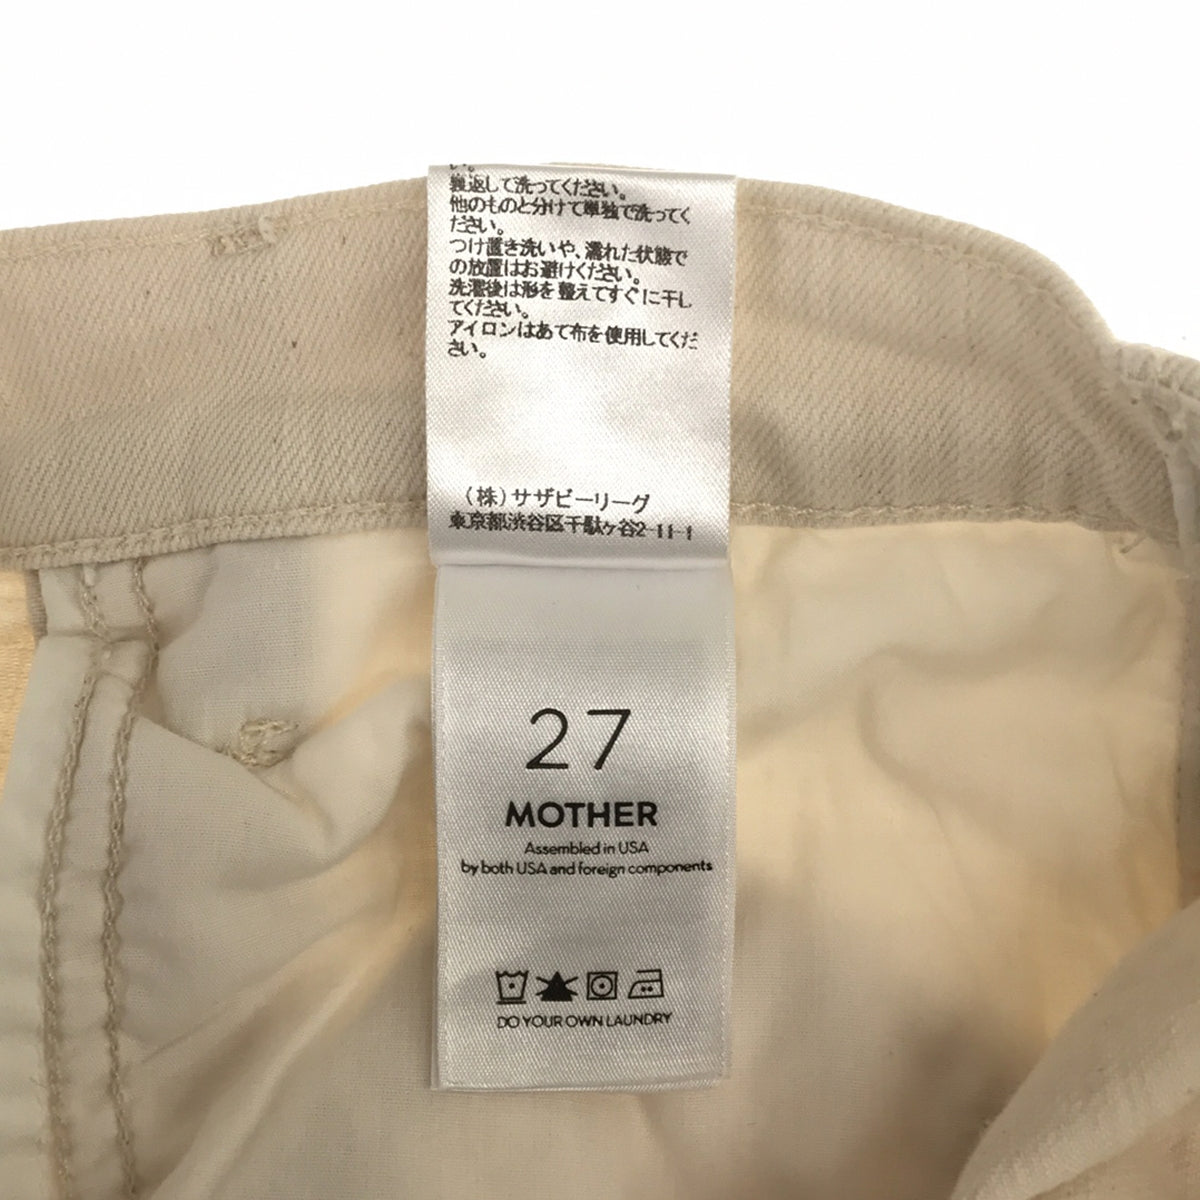 い。
裏返して洗ってください。
他のものと分けて単独で洗ってく
ださい。
つけ置き洗いや、濡れた状態で
の放置はお避けください。
洗濯後は形を整えてすぐに干し
てください。
アイロンはあて布を使用してくだ
さい。
(株)サザビーリーグ
東京都渋谷区千駄ヶ谷2-11-1
27
MOTHER
Assembled in USA
by both USA and foreign components
DO YOUR OWN LAUNDRY